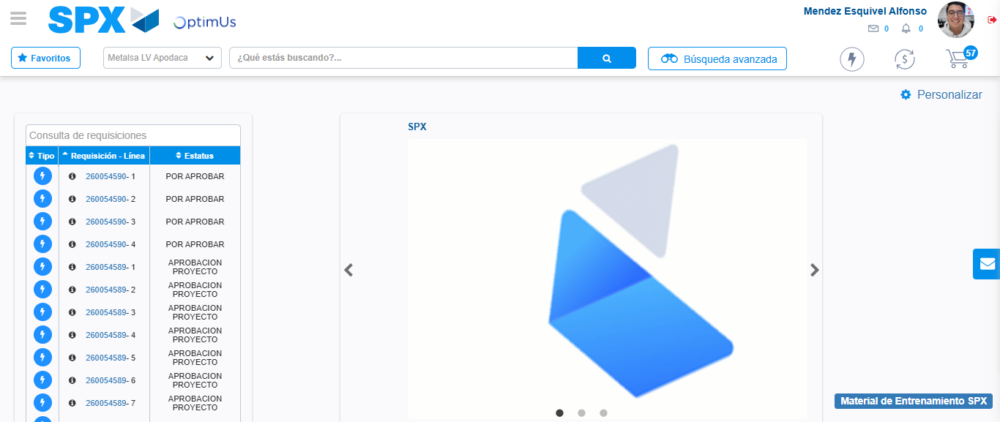 SPX OptimUs
Mendez Esquivel Alfonso
0 0
Favoritos
Metalsa LV Apodaca
¿Qué estás buscando?...
Búsqueda avanzada
$
57
Personalizar
Consulta de requisiciones
Tipo Requisición - Línea Estatus
260054590- 1 POR APROBAR
260054590- 2 POR APROBAR
260054590- 3 POR APROBAR
260054590- 4 POR APROBAR
260054589- 1 APROBACION
PROYECTO
260054589- 2 APROBACION
PROYECTO
260054589- 3 APROBACION
PROYECTO
260054589- 4 APROBACION
PROYECTO
260054589- 5 APROBACION
PROYECTO
260054589- 6 APROBACION
PROYECTO
260054589- 7 APROBACION
PROYECTO
SPX
Material de Entrenamiento SPX